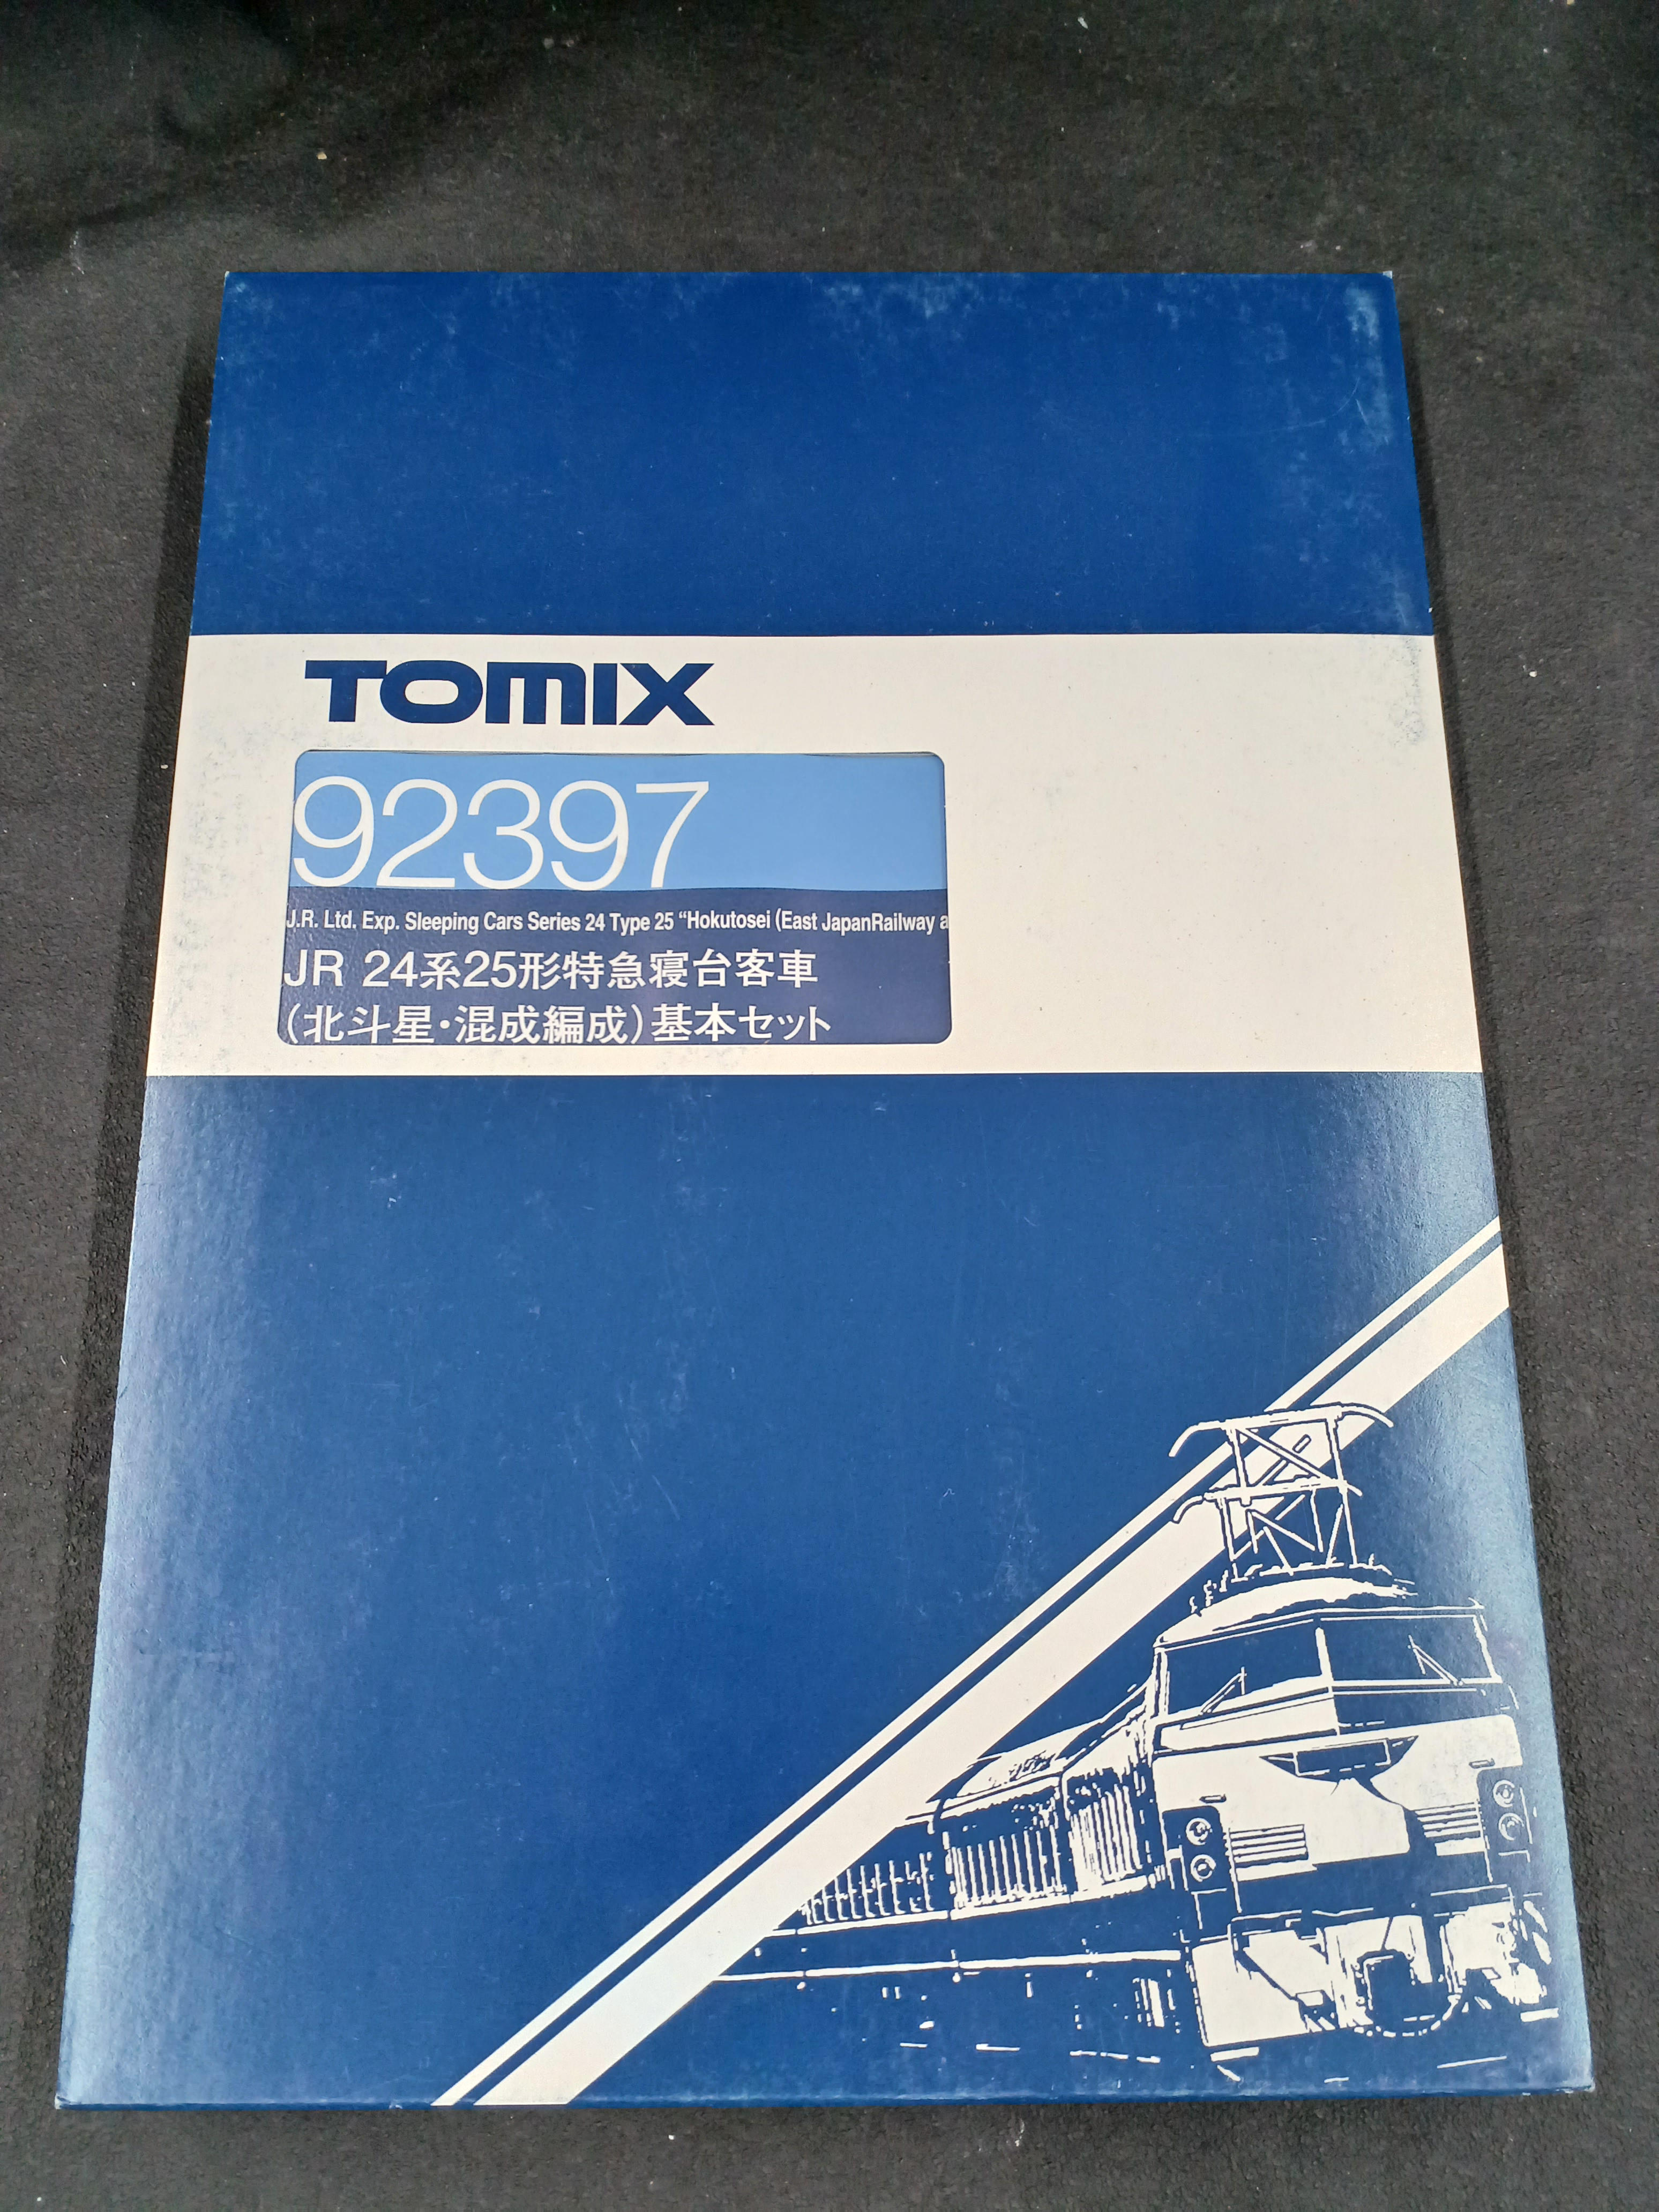 TOMIX
92397
J.R. Ltd. Exp. Sleeping Cars Series 24 Type 25 “Hokutosei (East JapanRailway a
JR 24系25形特急寝台客車
(北斗星・混成編成)基本セット